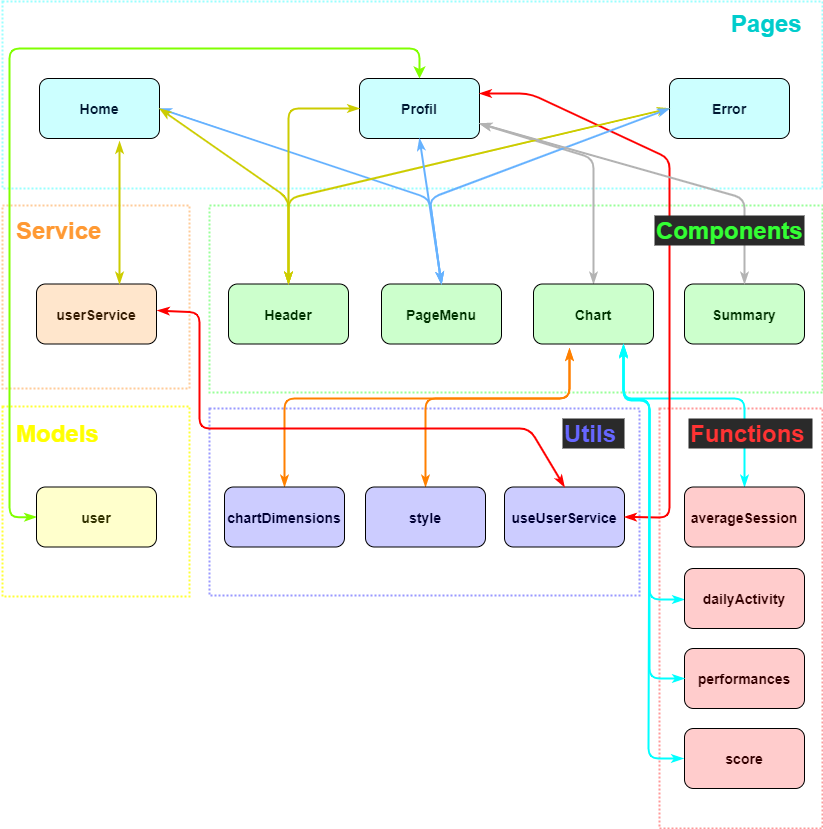 Pages
Home
Profil
Error
Service
Components
userService
Header
PageMenu
Chart
Summary
Models
Utils
Functions
user
chartDimensions
style
useUserService
averageSession
dailyActivity
performances
score